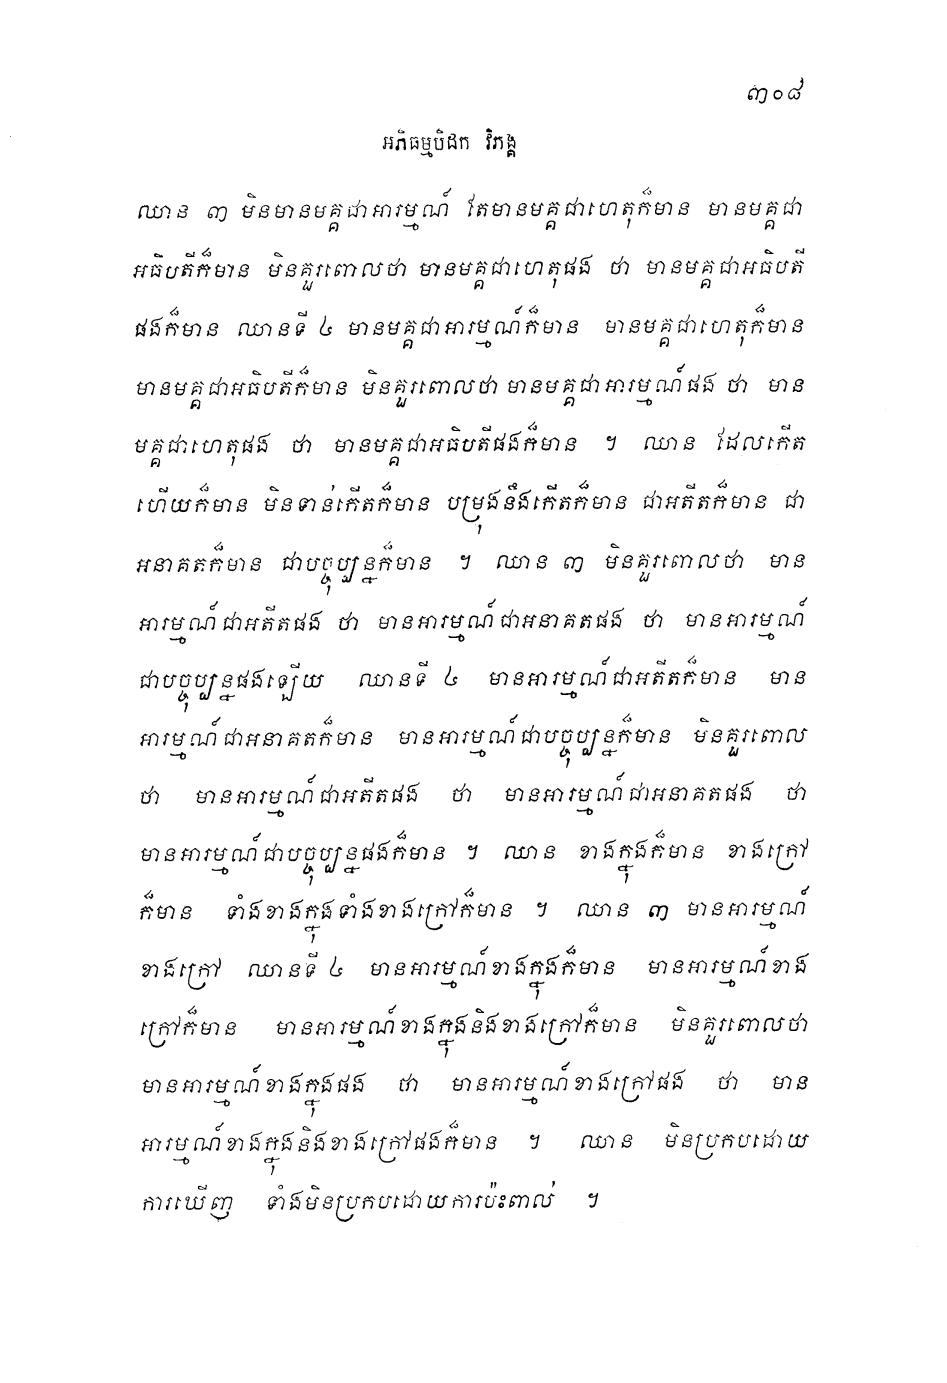 ៣០៨
អភិធម្មបិដក វិភង្គ
ឈាន ៣ មិនមានមគ្គជាអារម្មណ៍ តែមានមគ្គជាហេតុក៏មាន មានមគ្គជា
អធិបតីក៏មាន មិនគួរពោលថា មានមគ្គជាហេតុផង ថា មានមគ្គជាអធិបតី
ផងក៏មាន ឈានទី ៤ មានមគ្គជាអារម្មណ៍ក៏មាន មានមគ្គជាហេតុក៏មាន
មានមគ្គជាអធិបតីក៏មាន មិនគួរពោលថា មានមគ្គជាអារម្មណ៍ផង ថា មាន
មគ្គជាហេតុផង ថា មានមគ្គជាអធិបតីផងក៏មាន ។ ឈាន ដែលកើត
ហើយក៏មាន មិនទាន់កើតក៏មាន បម្រុងនឹងកើតក៏មាន ជាអតីតក៏មាន ជា
អនាគតក៏មាន ជាបច្ចុប្បន្នក៏មាន ។ ឈាន ៣ មិនគួរពោលថា មាន
អារម្មណ៍ជាអតីតផង ថា មានអារម្មណ៍ជាអនាគតផង ថា មានអារម្មណ៍
ជាបច្ចុប្បន្នផងឡើយ ឈានទី ៤ មានអារម្មណ៍ជាអតីតក៏មាន មាន
អារម្មណ៍ជាអនាគតក៏មាន មានអារម្មណ៍ជាបច្ចុប្បន្នក៏មាន មិនគួរពោល
ថា មានអារម្មណ៍ជាអតីតផង ថា មានអារម្មណ៍ជាអនាគតផង ថា
មានអារម្មណ៍ជាបច្ចុប្បន្នផងក៏មាន ។ ឈាន ខាងក្នុងក៏មាន ខាងក្រៅ
ក៏មាន ទាំងខាងក្នុងទាំងខាងក្រៅក៏មាន ។ ឈាន ៣ មានអារម្មណ៍
ខាងក្រៅ ឈានទី ៤ មានអារម្មណ៍ខាងក្នុងក៏មាន មានអារម្មណ៍ខាង
ក្រៅក៏មាន មានអារម្មណ៍ខាងក្នុងនិងខាងក្រៅក៏មាន មិនគួរពោលថា
មានអារម្មណ៍ខាងក្នុងផង ថា មានអារម្មណ៍ខាងក្រៅផង ថា មាន
អារម្មណ៍ខាងក្នុងនិងខាងក្រៅផងក៏មាន ។ ឈាន មិនប្រកបដោយ
ការឃើញ ទាំងមិនប្រកបដោយការប៉ះពាល់ ។